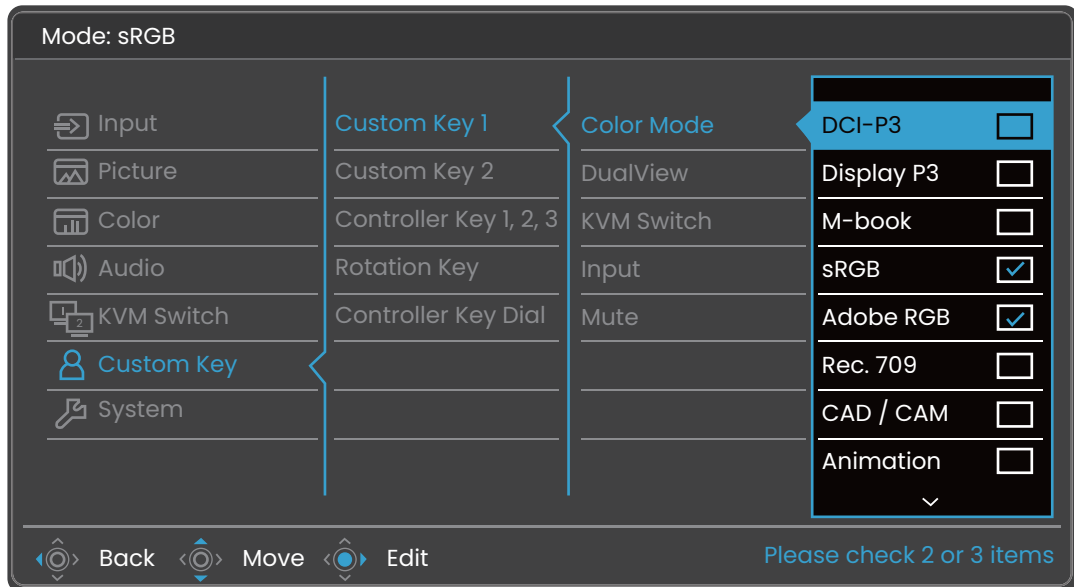 Mode: sRGB
Input
Picture
Color
Audio
1
2
KVM Switch
Custom Key
System
Custom Key 1
Custom Key 2
Controller Key 1, 2, 3
Rotation Key
Controller Key Dial
Color Mode
DualView
KVM Switch
Input
Mute
DCI-P3
Display P3
M-book
sRGB
Adobe RGB
Rec. 709
CAD / CAM
Animation
Back
Move
Edit
Please check 2 or 3 items